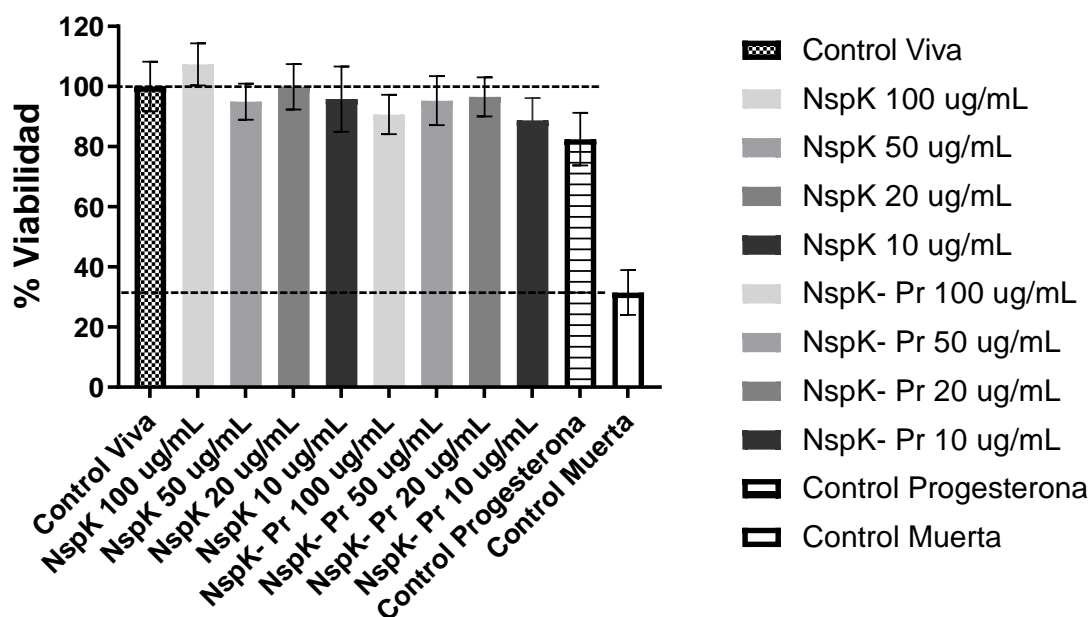 % Viabilidad
120
100
80
60
40
20
0
Control Viva
NspK 100 ug/mL
NspK 50 ug/mL
NspK 20 ug/mL
NspK 10 ug/mL
NspK- Pr 100 ug/mL
NspK- Pr 50 ug/mL
NspK- Pr 20 ug/mL
NspK- Pr 10 ug/mL
Control Progesterona
Control Muerta
Control Viva
NspK 100 ug/mL
NspK 50 ug/mL
NspK 20 ug/mL
NspK 10 ug/mL
NspK- Pr 100 ug/mL
NspK- Pr 50 ug/mL
NspK- Pr 20 ug/mL
NspK- Pr 10 ug/mL
Control Progesterona
Control Muerta